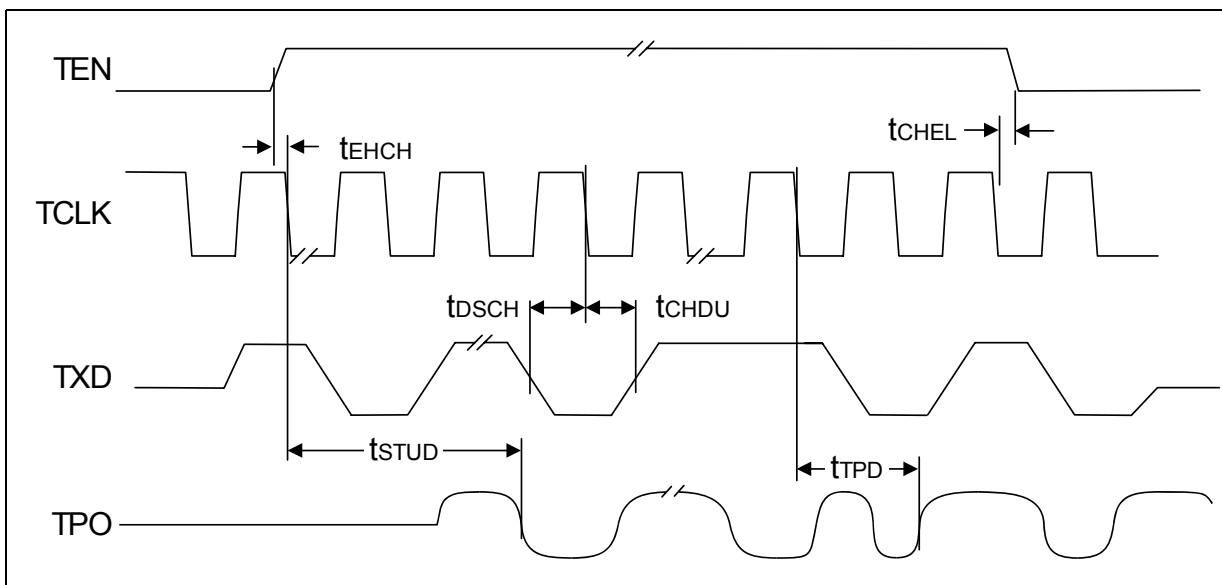 TEN
tCHEL
tEHCH
TCLK
tDSCH
tCHDU
TXD
tSTUD
tTPD
TPO